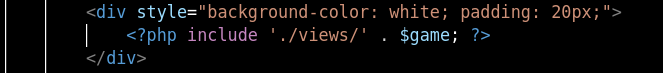 <div style="background-color: white; padding: 20px;">
<?php include './views/' . $game; ?>
</div>